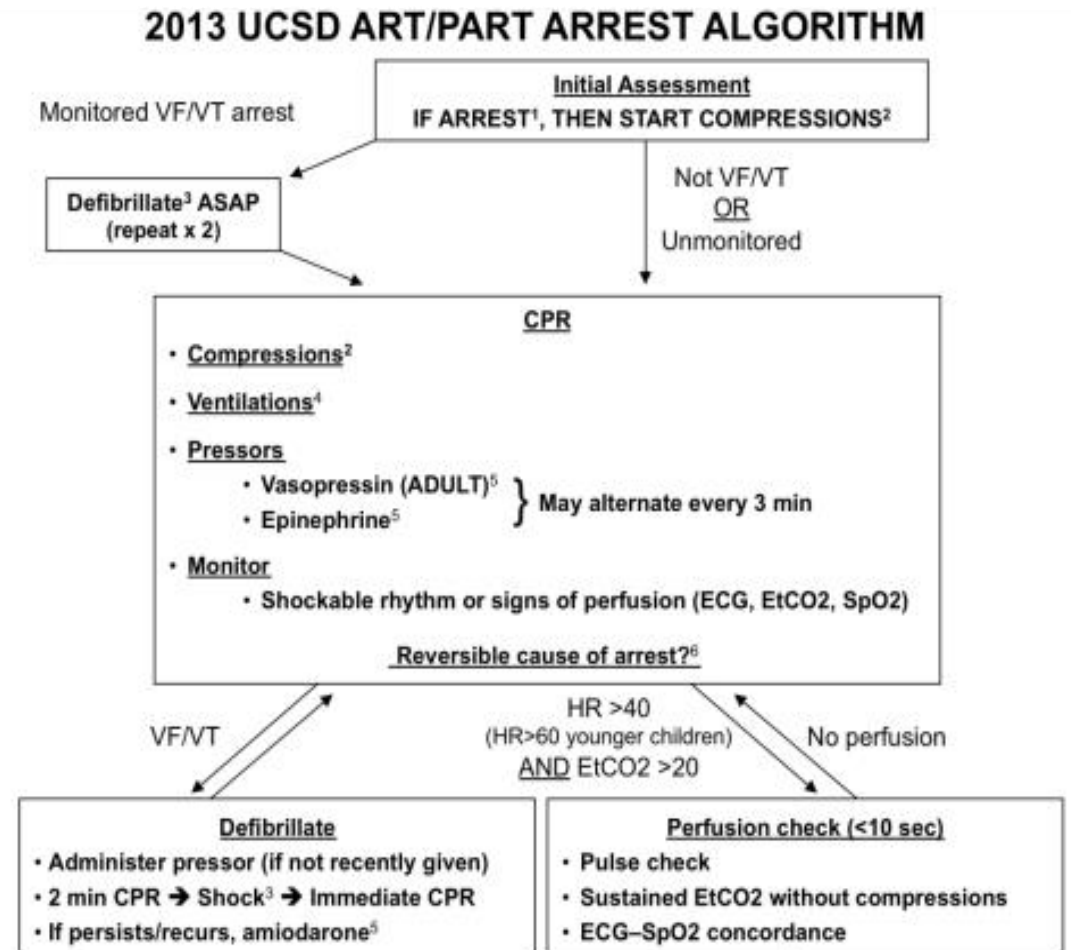 2013 UCSD ART/PART ARREST ALGORITHM
Initial Assessment
IF ARREST¹, THEN START COMPRESSIONS²
Monitored VF/VT arrest
Defibrillate³ ASAP
(repeat x 2)
Not VF/VT
OR
Unmonitored
CPR
• Compressions²
• Ventilations⁴
• Pressors
• Vasopressin (ADULT)⁵
• Epinephrine⁵
} May alternate every 3 min
• Monitor
• Shockable rhythm or signs of perfusion (ECG, EtCO2, SpO2)
Reversible cause of arrest?⁶
VF/VT
HR >40
(HR>60 younger children)
AND EtCO2 >20
No perfusion
Defibrillate
• Administer pressor (if not recently given)
• 2 min CPR ➔ Shock³ ➔ Immediate CPR
• If persists/recurs, amiodarone⁵
Perfusion check (<10 sec)
• Pulse check
• Sustained EtCO2 without compressions
• ECG–SpO2 concordance